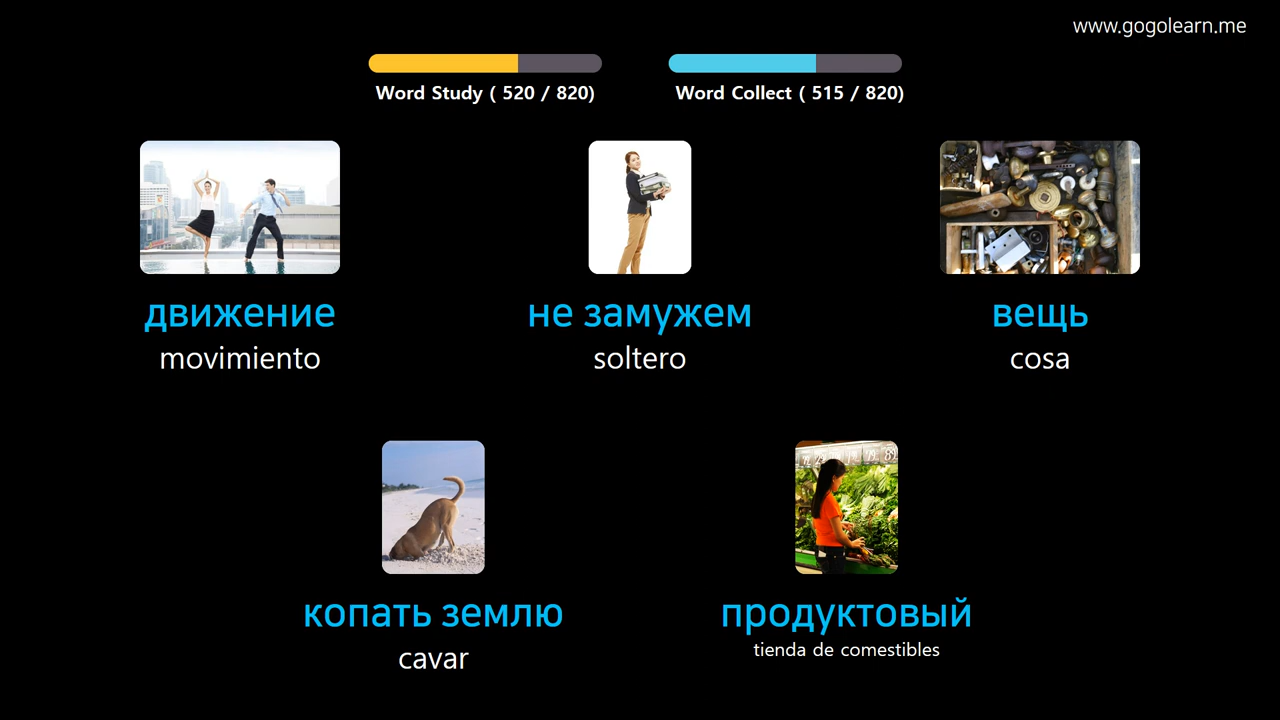 www.gogolearn.me
Word Study ( 520 / 820)
Word Collect ( 515 / 820)
движение
movimiento
не замужем
soltero
вещь
cosa
копать землю
cavar
продуктовый
tienda de comestibles